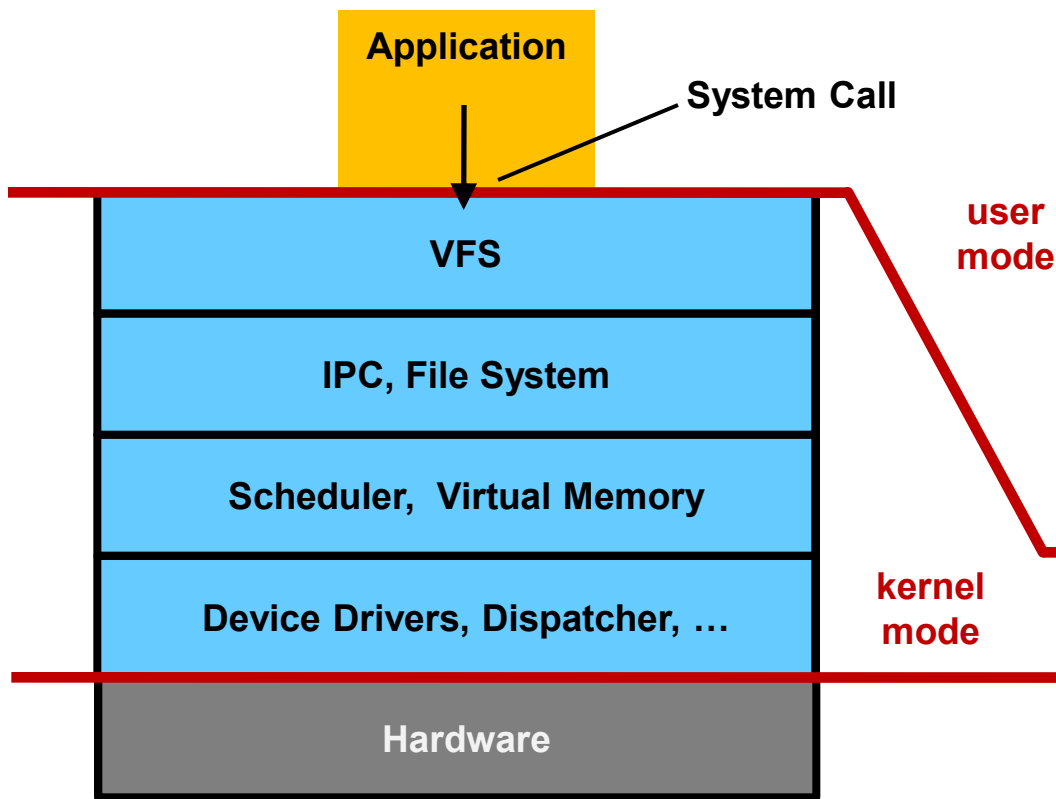 Application
System Call
user
mode
VFS
IPC, File System
Scheduler, Virtual Memory
kernel
mode
Device Drivers, Dispatcher, …
Hardware